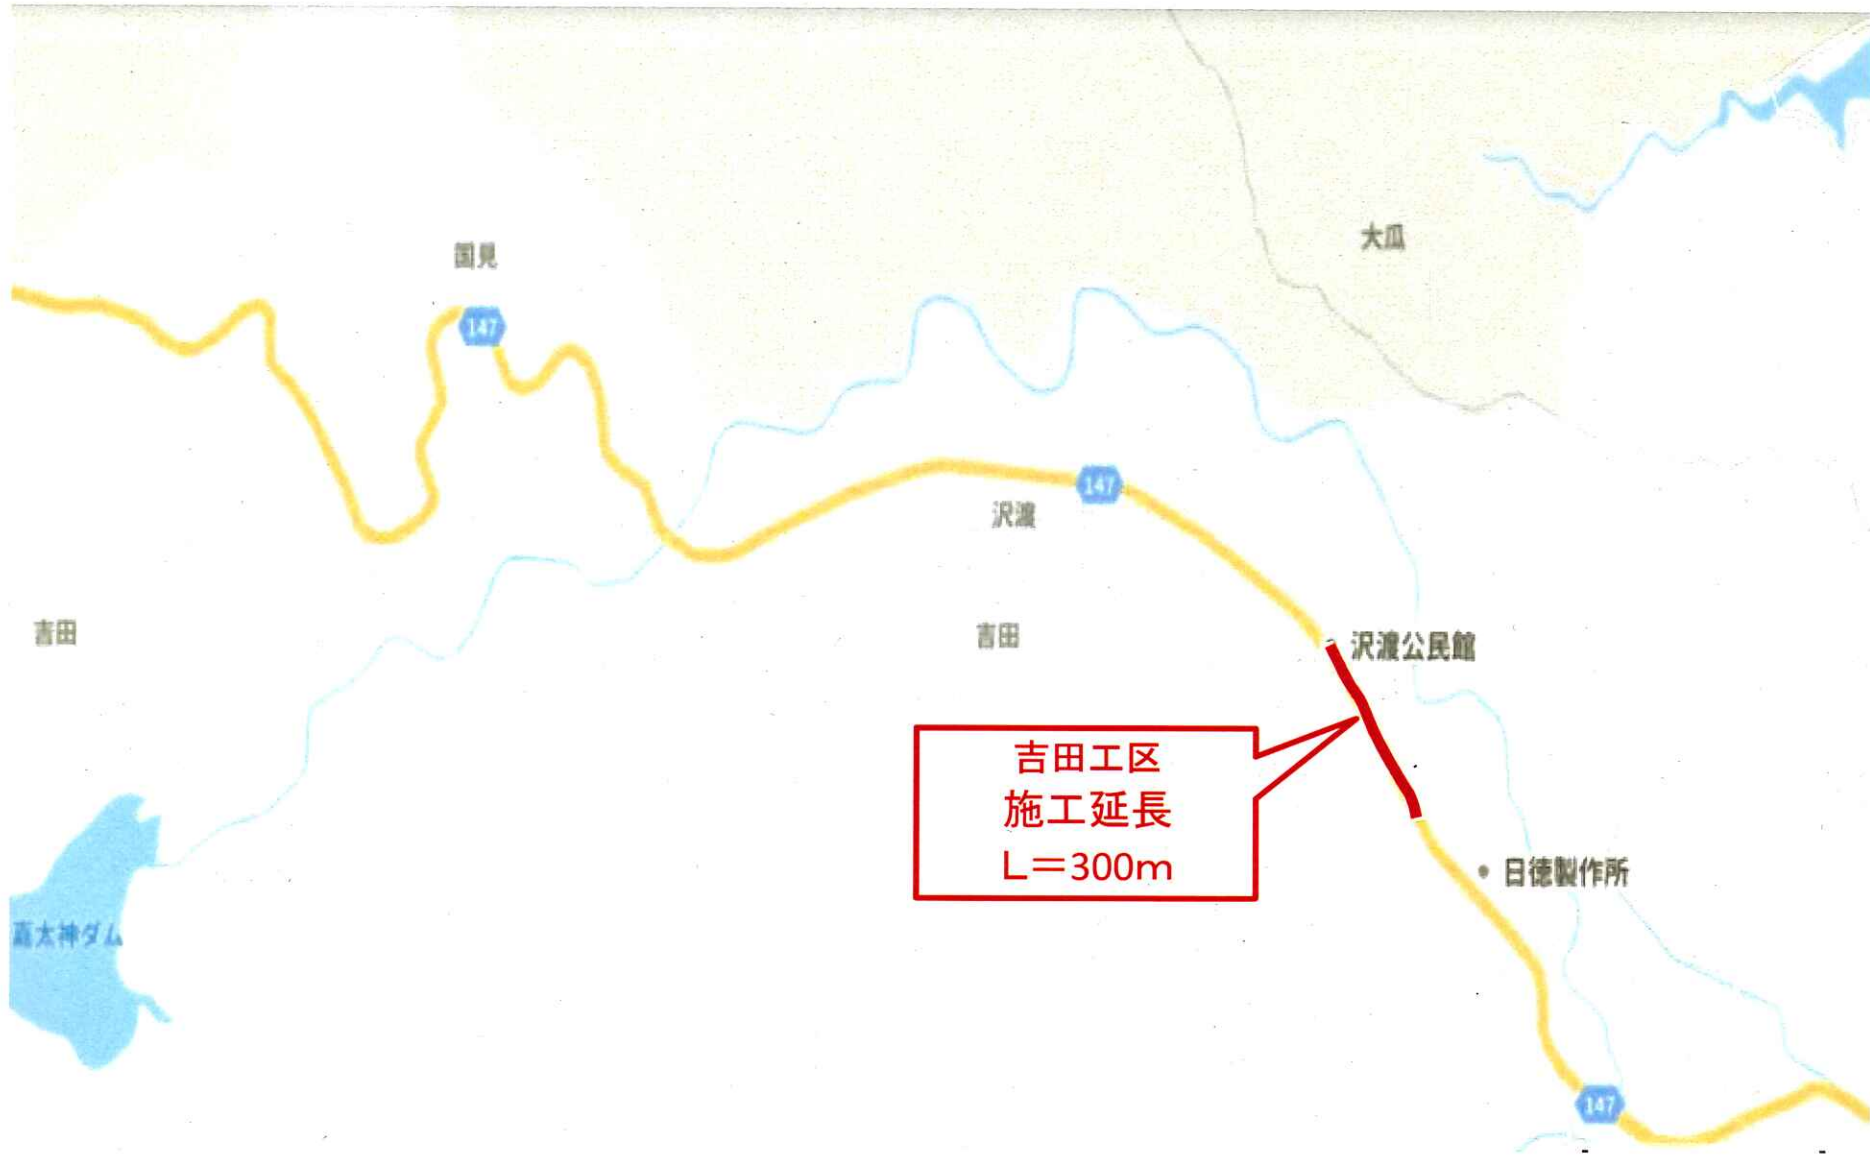 大瓜
国見
147
147
沢渡
吉田
吉田
沢渡公民館
吉田工区
施工延長
L=300m
日徳製作所
嘉太神ダム
147